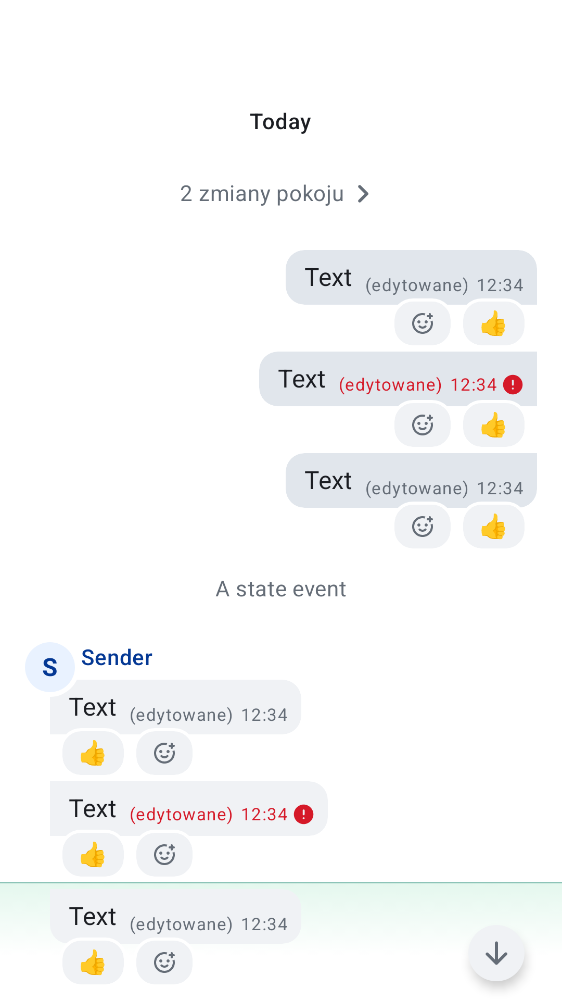 Today
2 zmiany pokoju
Text (edytowane) 12:34
👍
Text (edytowane) 12:34
👍
Text (edytowane) 12:34
👍
A state event
S Sender
Text (edytowane) 12:34
👍
Text (edytowane) 12:34
👍
Text (edytowane) 12:34
👍